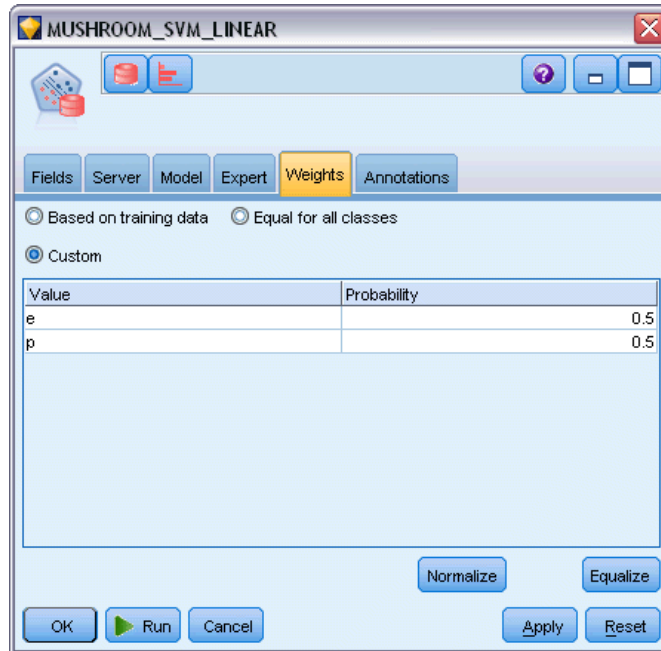 MUSHROOM_SVM_LINEAR
?
Fields Server Model Expert Weights Annotations
Based on training data Equal for all classes
Custom
Value Probability
e 0.5
p 0.5
Normalize Equalize
OK Run Cancel Apply Reset